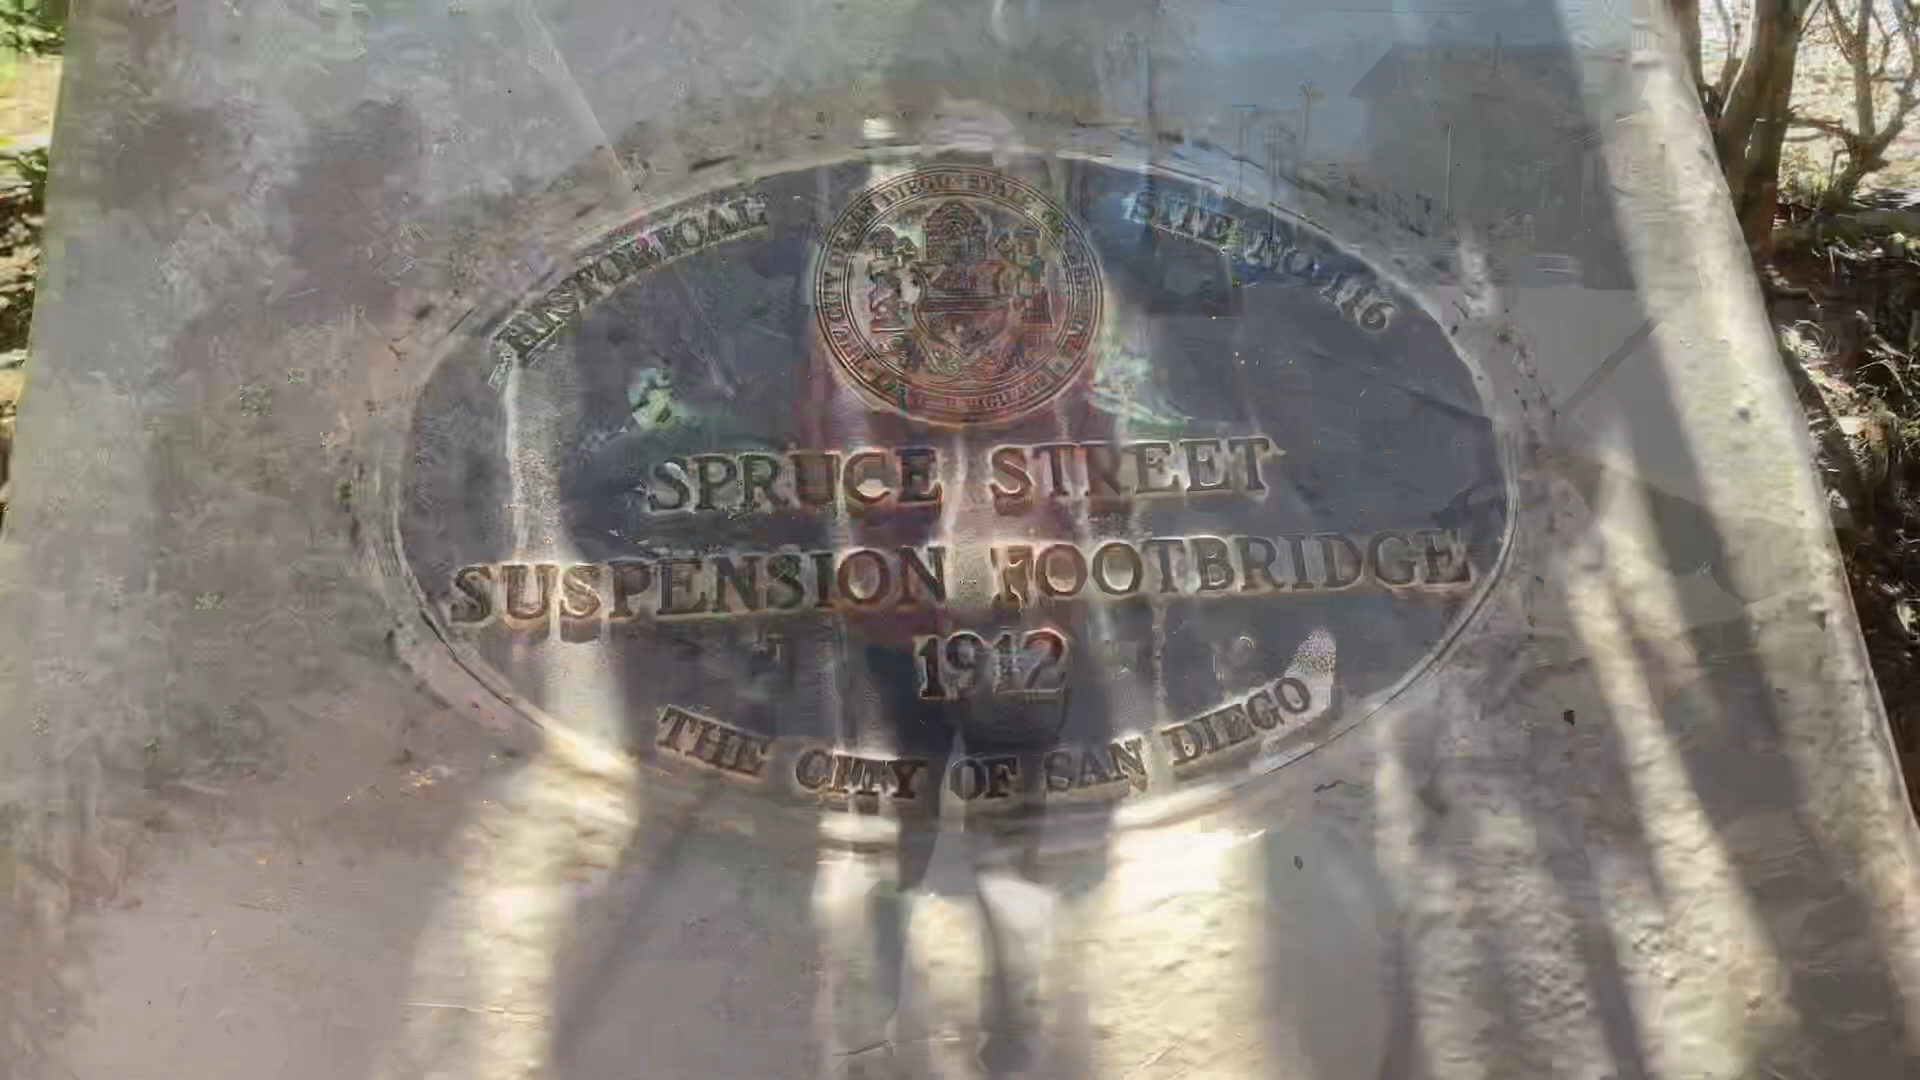 HISTORICAL SITE NO. 116
SPRUCE STREET
SUSPENSION FOOTBRIDGE
1912
THE CITY OF SAN DIEGO